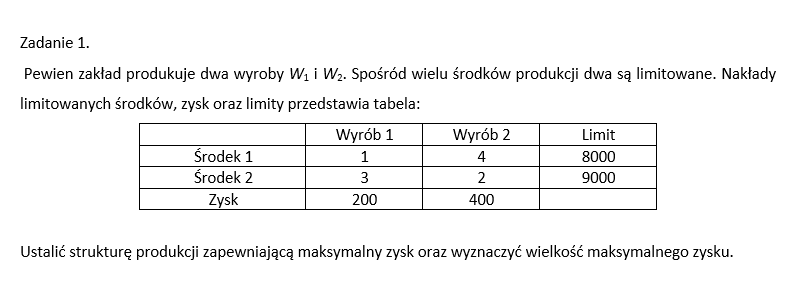 Zadanie 1.
Pewien zakład produkuje dwa wyroby W₁ i W₂. Spośród wielu środków produkcji dwa są limitowane. Nakłady
limitowanych środków, zysk oraz limity przedstawia tabela:
Wyrób 1 Wyrób 2 Limit
Środek 1 1 4 8000
Środek 2 3 2 9000
Zysk 200 400
Ustalić strukturę produkcji zapewniającą maksymalny zysk oraz wyznaczyć wielkość maksymalnego zysku.